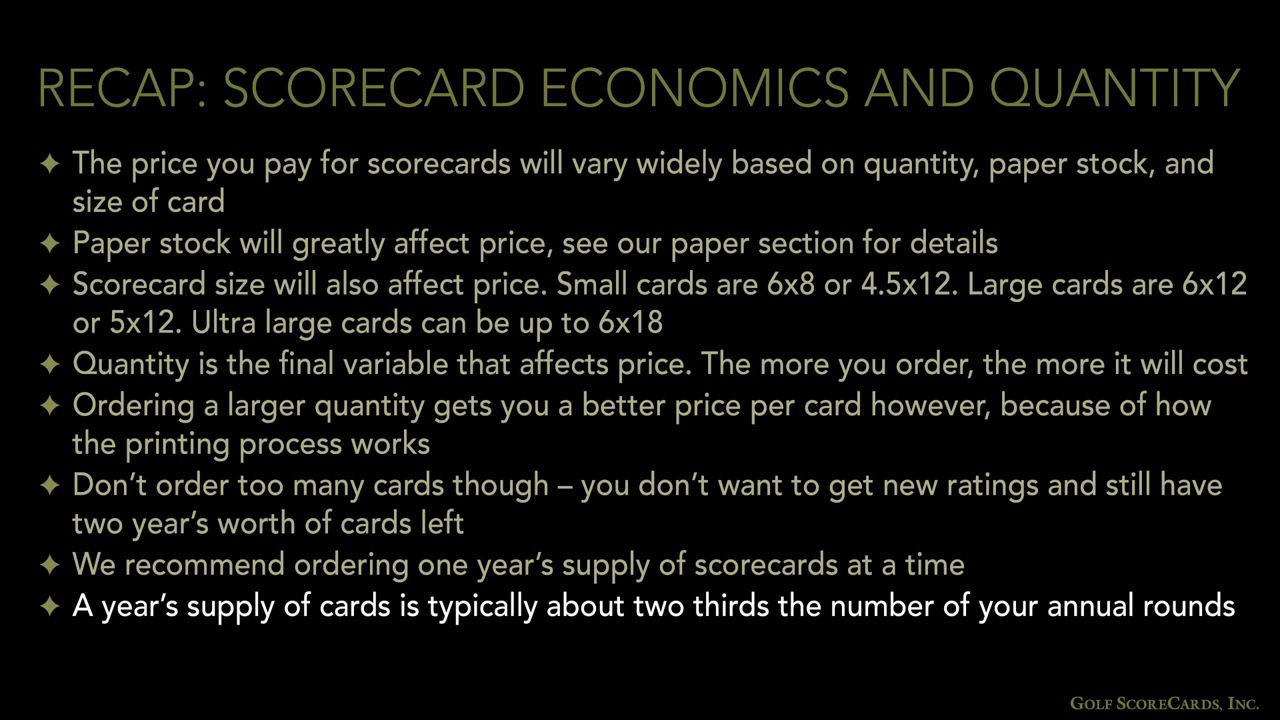 RECAP: SCORECARD ECONOMICS AND QUANTITY
✦ The price you pay for scorecards will vary widely based on quantity, paper stock, and
size of card
✦ Paper stock will greatly affect price, see our paper section for details
✦ Scorecard size will also affect price. Small cards are 6x8 or 4.5x12. Large cards are 6x12
or 5x12. Ultra large cards can be up to 6x18
✦ Quantity is the final variable that affects price. The more you order, the more it will cost
✦ Ordering a larger quantity gets you a better price per card however, because of how
the printing process works
✦ Don’t order too many cards though – you don’t want to get new ratings and still have
two year’s worth of cards left
✦ We recommend ordering one year’s supply of scorecards at a time
✦ A year’s supply of cards is typically about two thirds the number of your annual rounds
GOLF SCORECARDS, INC.